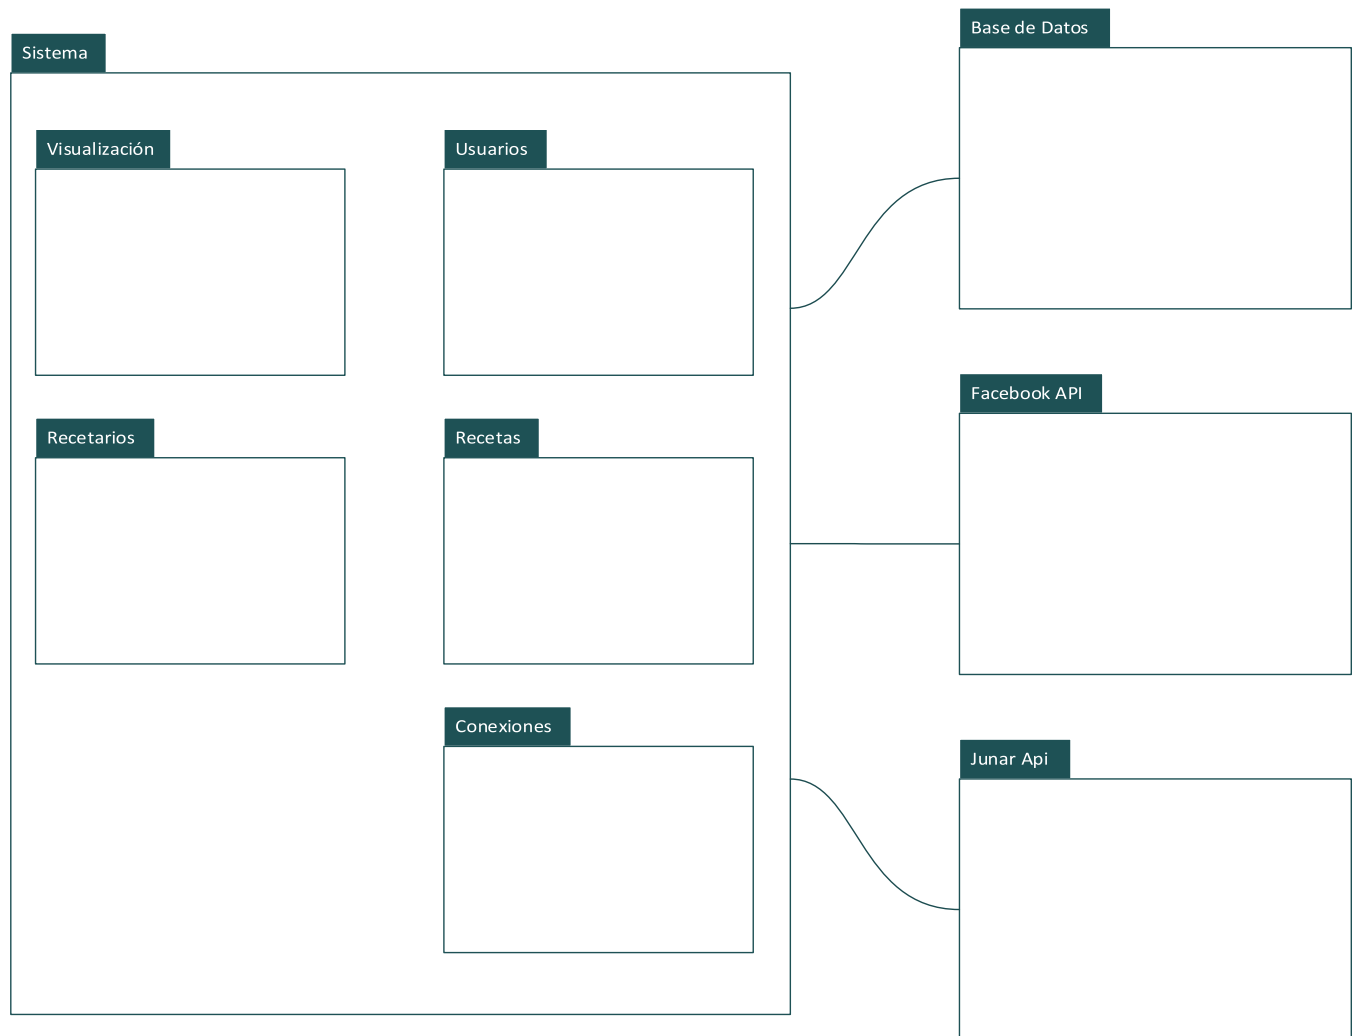 Sistema
Visualización
Usuarios
Recetarios
Recetas
Conexiones
Base de Datos
Facebook API
Junar Api